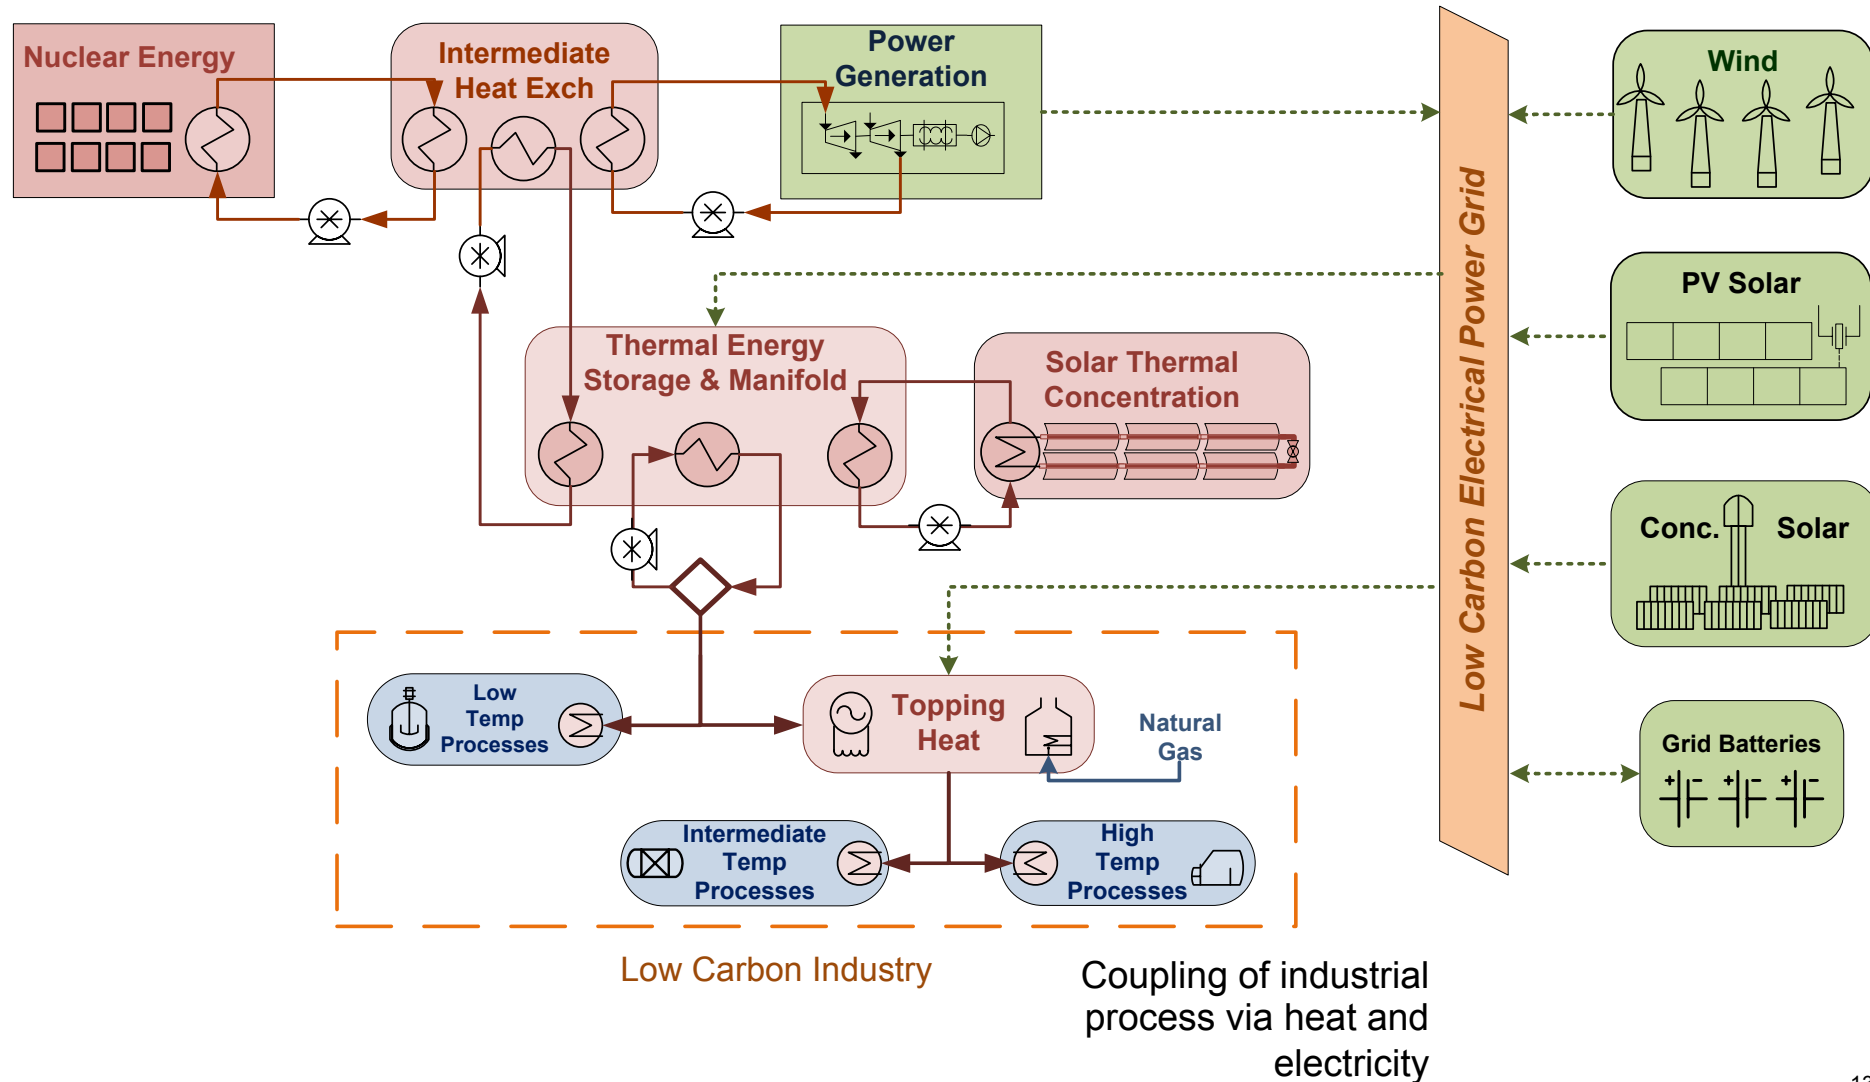 Nuclear Energy
Intermediate
Heat Exch
Power
Generation
Wind
PV Solar
Conc. Solar
Grid Batteries
+ − + − + −
Low Carbon Electrical Power Grid
Thermal Energy
Storage & Manifold
Solar Thermal
Concentration
Low
Temp
Processes
Topping
Heat
Natural
Gas
Intermediate
Temp
Processes
High
Temp
Processes
Low Carbon Industry
Coupling of industrial
process via heat and
electricity